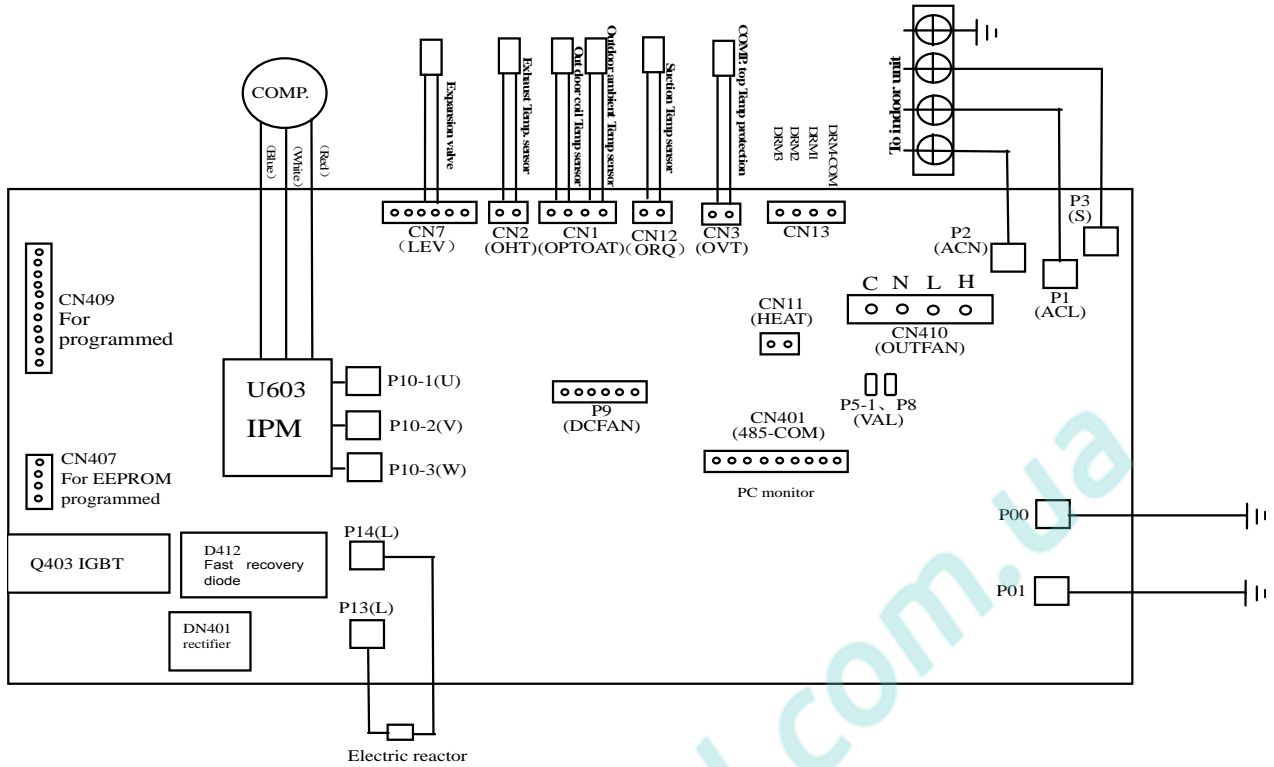 COMP.
(Blue)
(White)
(Red)
Expansion valve
Exhaust Temp. sensor
Out door coil Temp sensor
Outdoor ambient Temp sensor
Suction Temp sensor
COMP. top Temp protection
DRM3
DRM2
DRM1
DRM-COM
To indoor unit
CN7
(LEV)
CN2
(OHT)
CN1
(OPTOAT)
CN12
(ORQ)
CN3
(OVT)
CN13
P2
(ACN)
P3
(S)
P1
(ACL)
CN409
For
programmed
CN11
(HEAT)
C N L H
CN410
(OUTFAN)
U603
IPM
P10-1(U)
P10-2(V)
P10-3(W)
P9
(DCFAN)
P5-1、P8
(VAL)
CN401
(485-COM)
PC monitor
CN407
For EEPROM
programmed
P00
P01
Q403 IGBT
D412
Fast recovery
diode
P14(L)
P13(L)
DN401
rectifier
Electric reactor
.com.ua